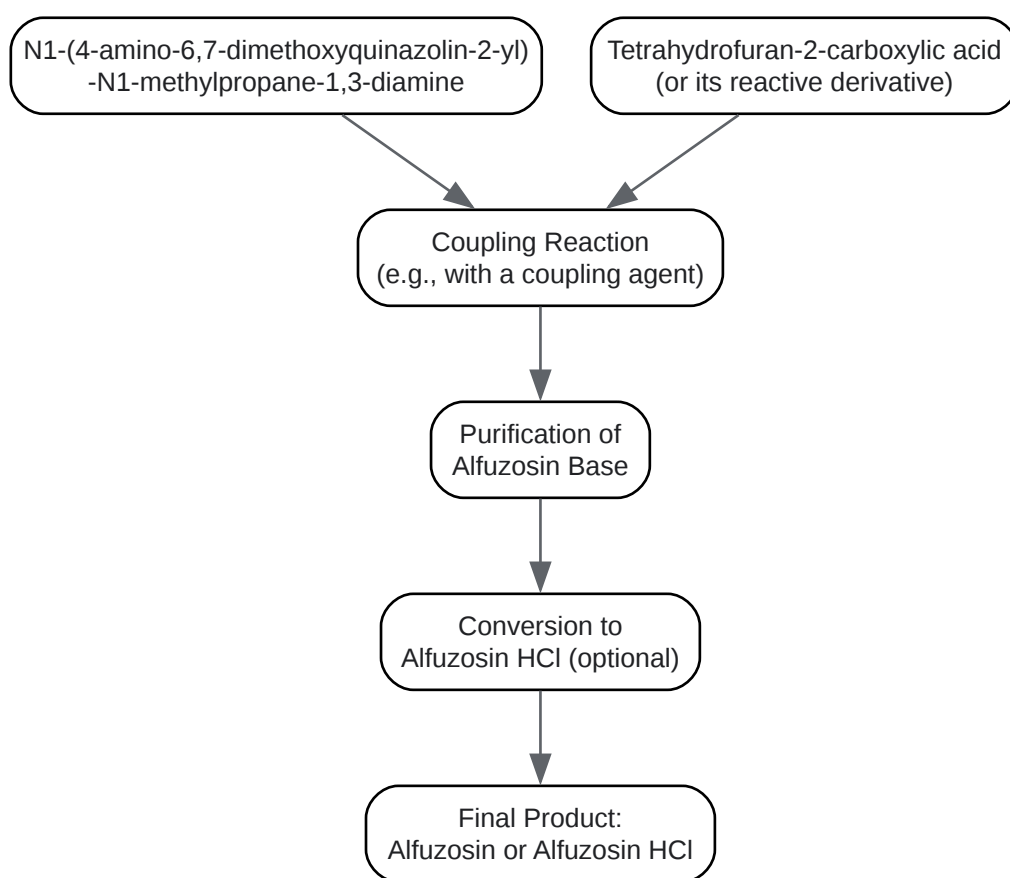 N1-(4-amino-6,7-dimethoxyquinazolin-2-yl)
-N1-methylpropane-1,3-diamine
Tetrahydrofuran-2-carboxylic acid
(or its reactive derivative)
Coupling Reaction
(e.g., with a coupling agent)
Purification of
Alfuzosin Base
Conversion to
Alfuzosin HCl (optional)
Final Product:
Alfuzosin or Alfuzosin HCl